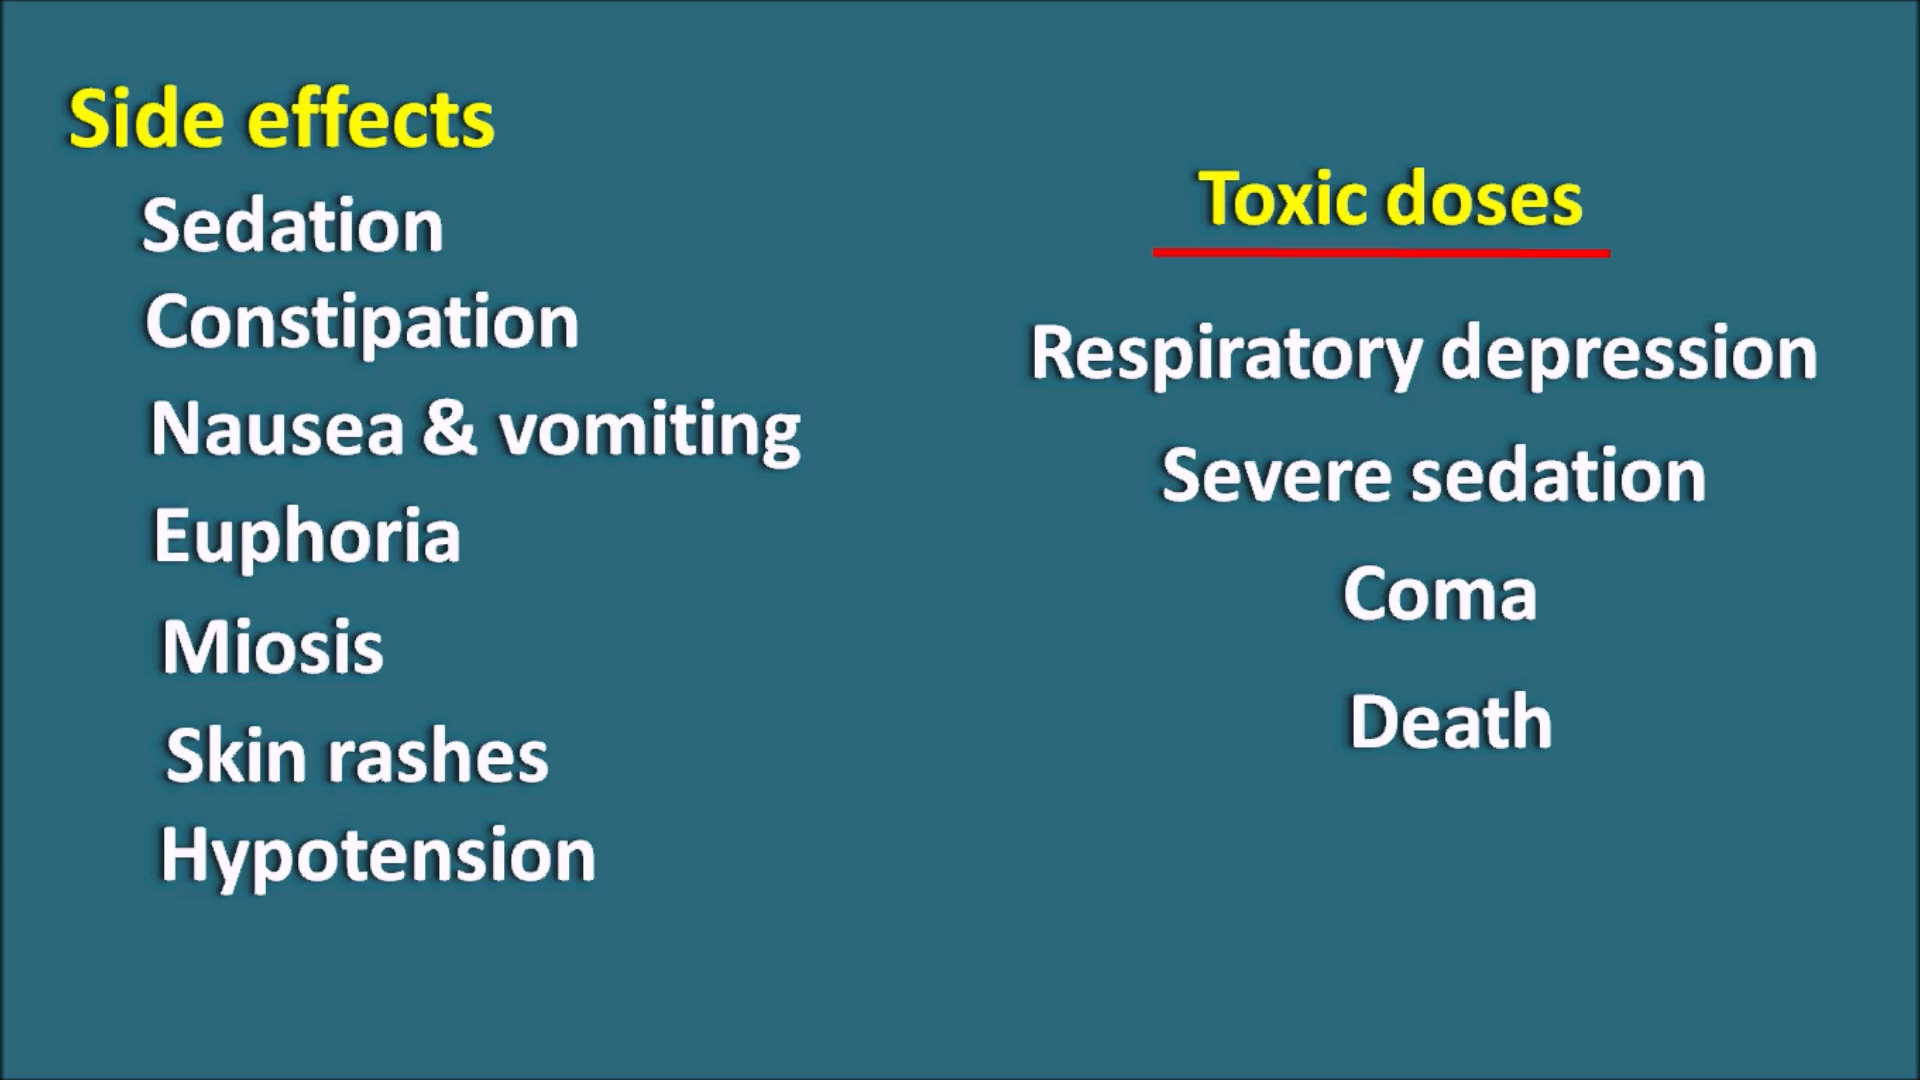 Side effects
Sedation
Constipation
Nausea & vomiting
Euphoria
Miosis
Skin rashes
Hypotension
Toxic doses
Respiratory depression
Severe sedation
Coma
Death